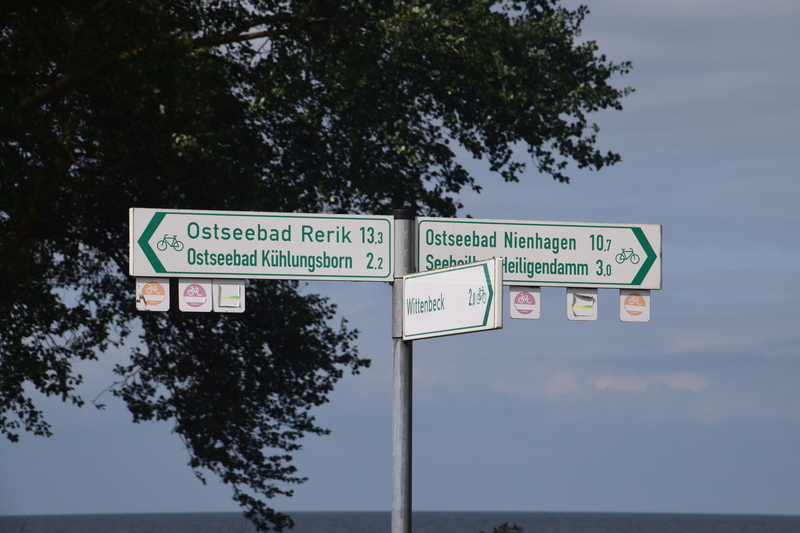 Ostseebad Rerik 13,3
Ostseebad Kühlungsborn 2,2
Ostseebad Nienhagen 10,7
Heiligendamm 3,0
Wittenbeck 2,0